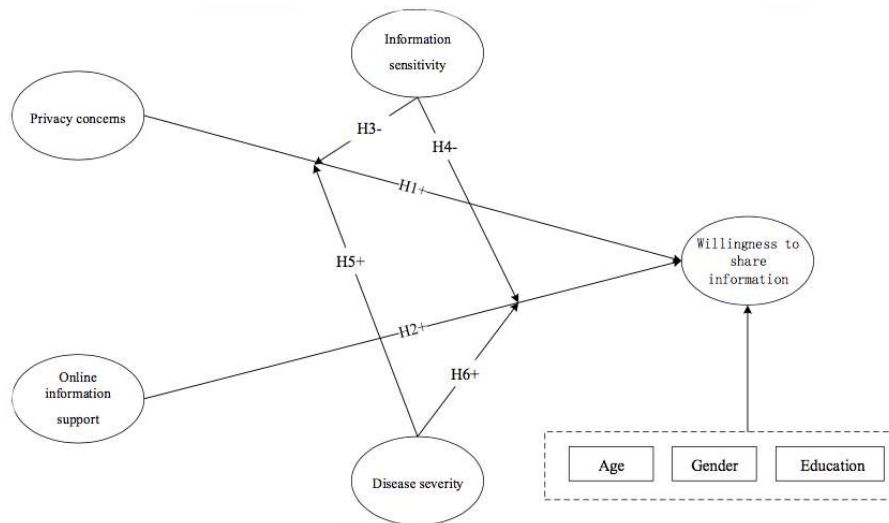 Information
sensitivity
Privacy concerns
H3-
H4-
H1+
Willingness to
share
information
H5+
H2+
Online
information
support
H6+
Disease severity
Age
Gender
Education